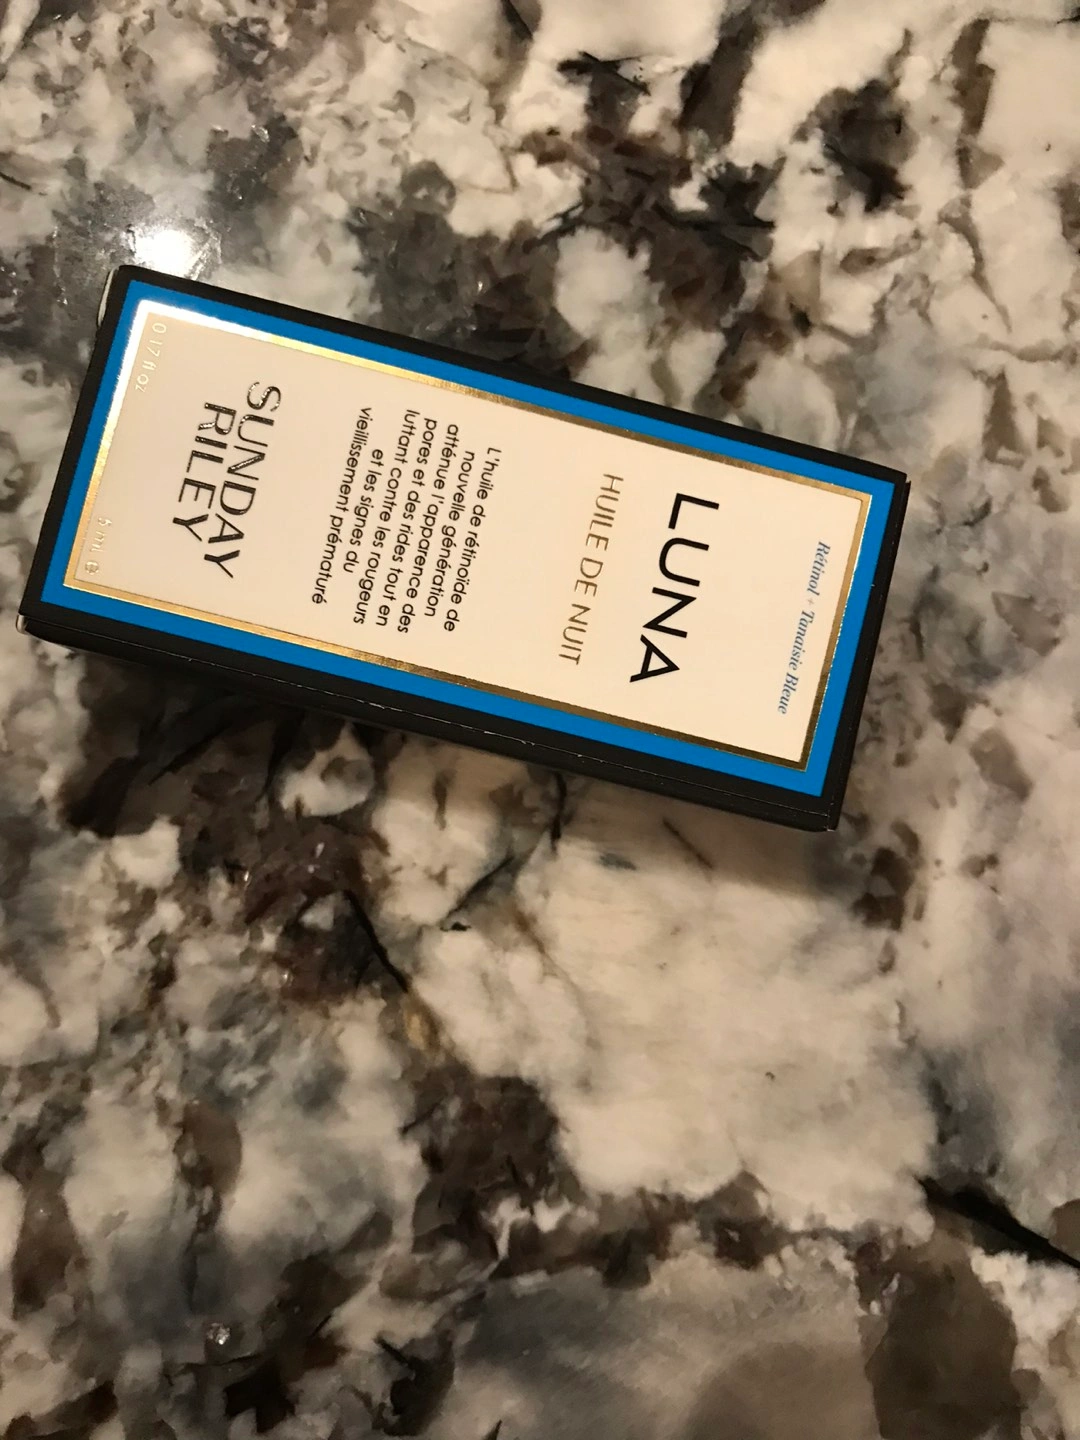 Rétinol + Tanaisie Bleue
LUNA
HUILE DE NUIT
L'huile de rétinoïde de
nouvelle génération
atténue l'apparence des
pores et des rides tout en
luttant contre les rougeurs
et les signes du
vieillissement prématuré
SUNDAY
RILEY
0.17 fl oz
5 mL ℮